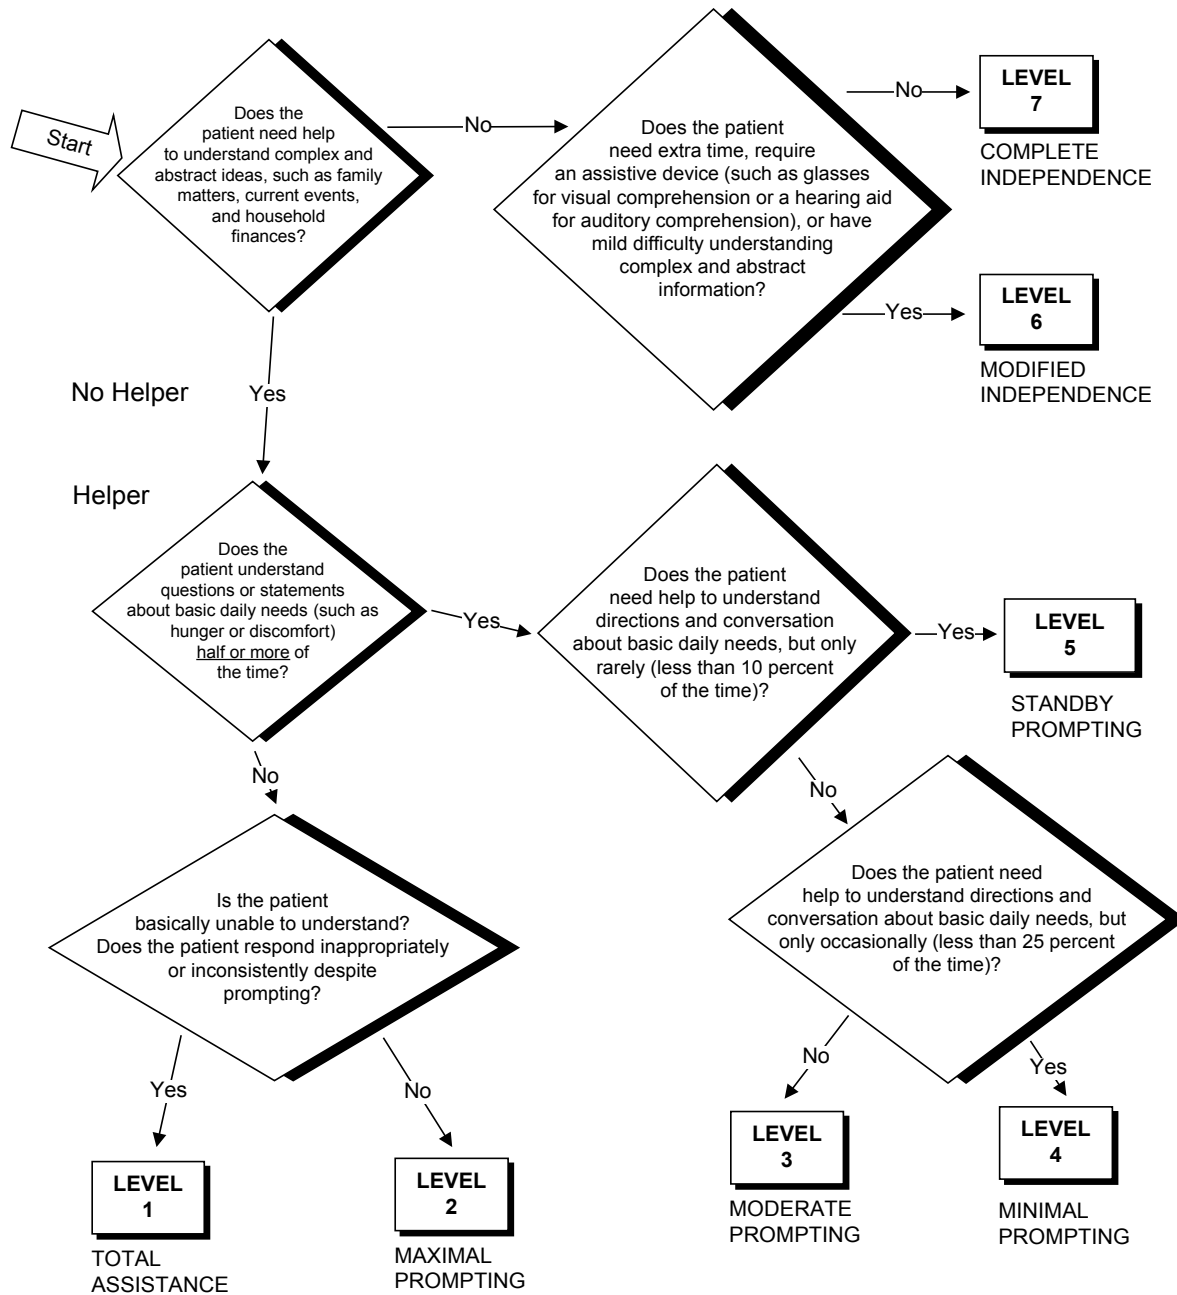 Start
Does the
patient need help
to understand complex and
abstract ideas, such as family
matters, current events,
and household
finances?
No
Does the patient
need extra time, require
an assistive device (such as glasses
for visual comprehension or a hearing aid
for auditory comprehension), or have
mild difficulty understanding
complex and abstract
information?
No
LEVEL
7
COMPLETE
INDEPENDENCE
Yes
LEVEL
6
MODIFIED
INDEPENDENCE
No Helper
Yes
Helper
Does the
patient understand
questions or statements
about basic daily needs (such as
hunger or discomfort)
half or more of
the time?
Yes
Does the patient
need help to understand
directions and conversation
about basic daily needs, but only
rarely (less than 10 percent
of the time)?
Yes
LEVEL
5
STANDBY
PROMPTING
No
No
Is the patient
basically unable to understand?
Does the patient respond inappropriately
or inconsistently despite
prompting?
Does the patient need
help to understand directions and
conversation about basic daily needs, but
only occasionally (less than 25 percent
of the time)?
Yes
No
No
Yes
LEVEL
1
TOTAL
ASSISTANCE
LEVEL
2
MAXIMAL
PROMPTING
LEVEL
3
MODERATE
PROMPTING
LEVEL
4
MINIMAL
PROMPTING